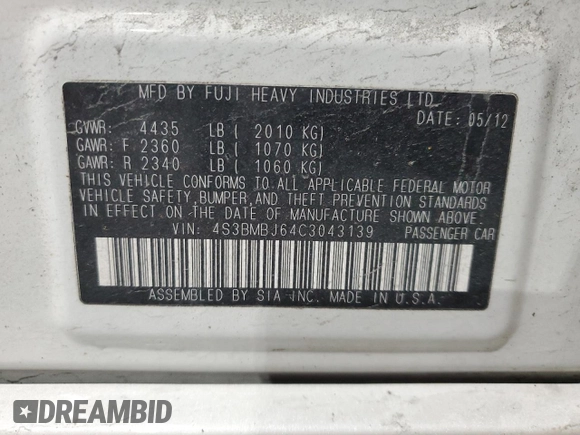 MFD BY FUJI HEAVY INDUSTRIES LTD.
DATE: 05/12
GVWR: 4435 LB ( 2010 KG)
GAWR: F 2360 LB ( 1070 KG)
GAWR: R 2340 LB ( 1060 KG)
THIS VEHICLE CONFORMS TO ALL APPLICABLE FEDERAL MOTOR
VEHICLE SAFETY, BUMPER, AND THEFT PREVENTION STANDARDS
IN EFFECT ON THE DATE OF MANUFACTURE SHOWN ABOVE.
VIN: 4S3BMBJ64C3043139 PASSENGER CAR
ASSEMBLED BY SIA INC. MADE IN U.S.A.
DREAMBID